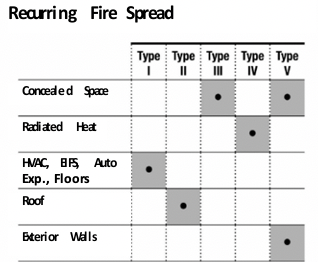 Recurring Fire Spread
Type I Type II Type III Type IV Type V
Concealed Space
Radiated Heat
HVAC, EIFS, Auto
Exp., Floors
Roof
Exterior Walls